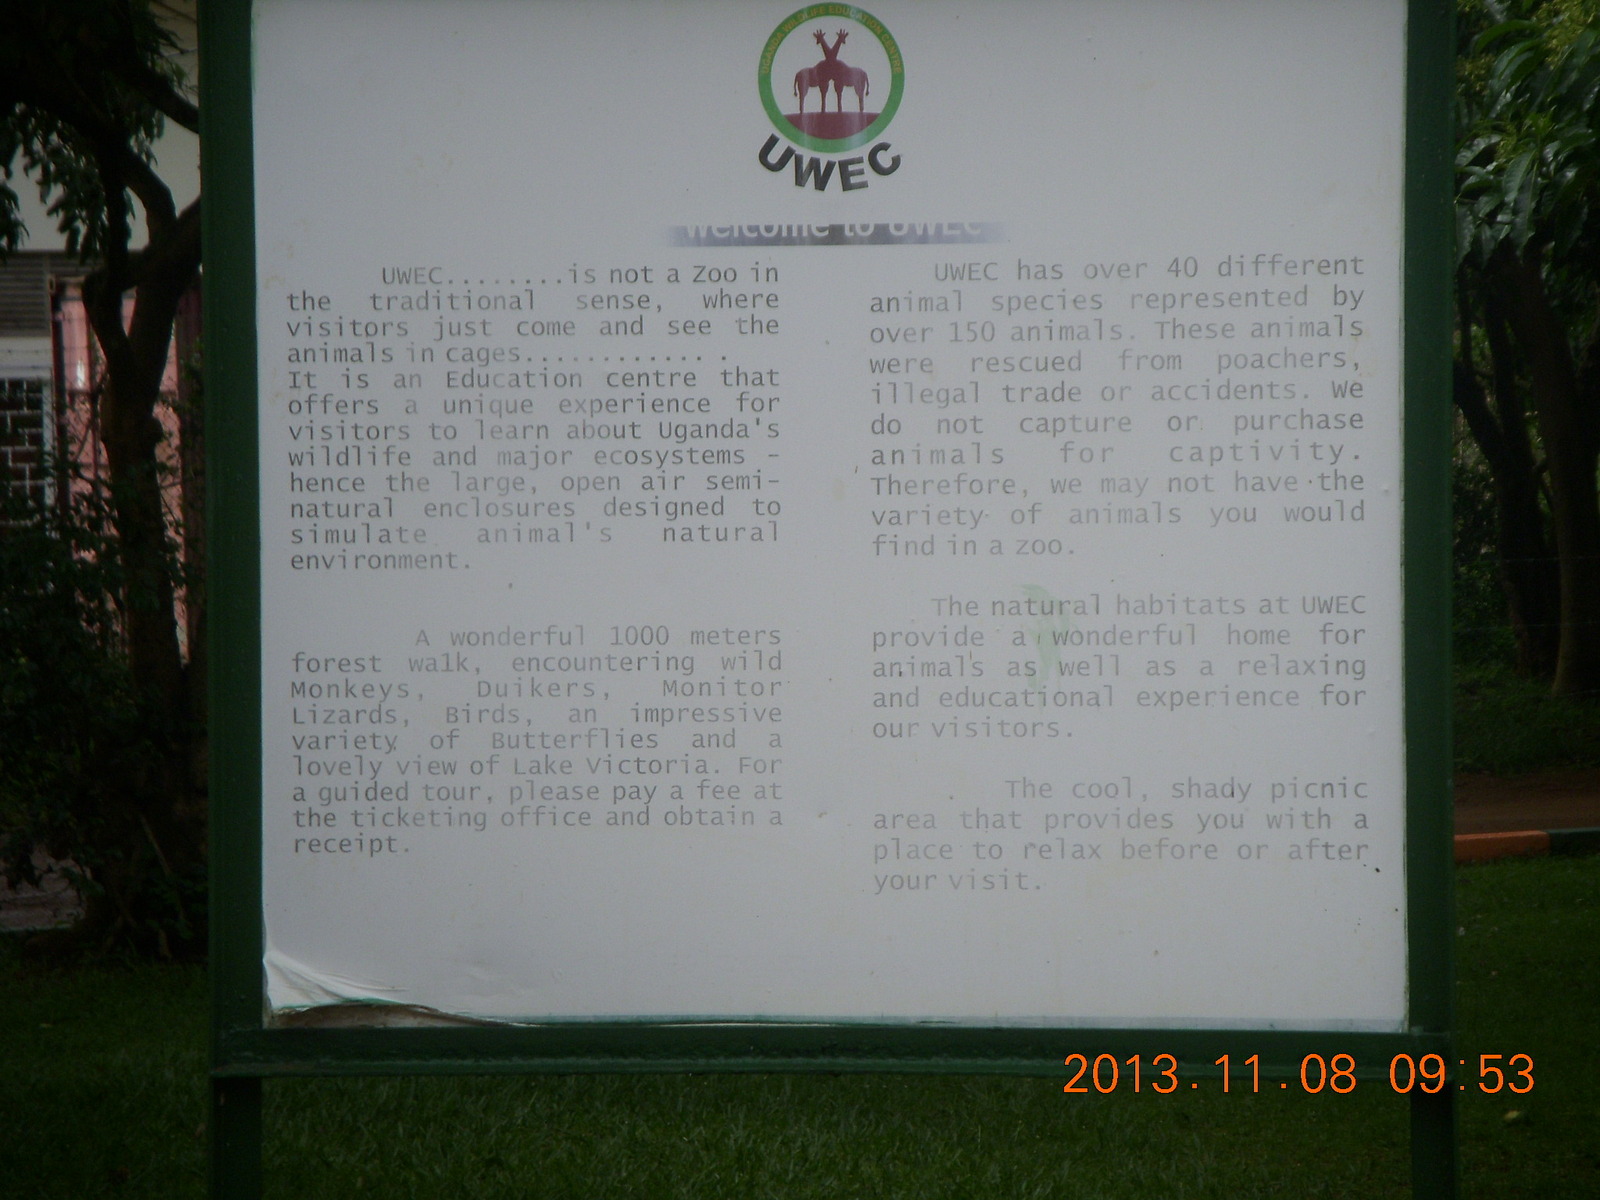 UGANDA WILDLIFE EDUCATION CENTRE
UWEC
Welcome to UWEC
UWEC........is not a Zoo in
the traditional sense, where
visitors just come and see the
animals in cages............ .
It is an Education centre that
offers a unique experience for
visitors to learn about Uganda's
wildlife and major ecosystems -
hence the large, open air semi-
natural enclosures designed to
simulate animal's natural
environment.
A wonderful 1000 meters
forest walk, encountering wild
Monkeys, Duikers, Monitor
Lizards, Birds, an impressive
variety of Butterflies and a
lovely view of Lake Victoria. For
a guided tour, please pay a fee at
the ticketing office and obtain a
receipt.
UWEC has over 40 different
animal species represented by
over 150 animals. These animals
were rescued from poachers,
illegal trade or accidents. We
do not capture or purchase
animals for captivity.
Therefore, we may not have the
variety of animals you would
find in a zoo.
The natural habitats at UWEC
provide a wonderful home for
animals as well as a relaxing
and educational experience for
our visitors.
The cool, shady picnic
area that provides you with a
place to relax before or after
your visit.
2013.11.08 09:53